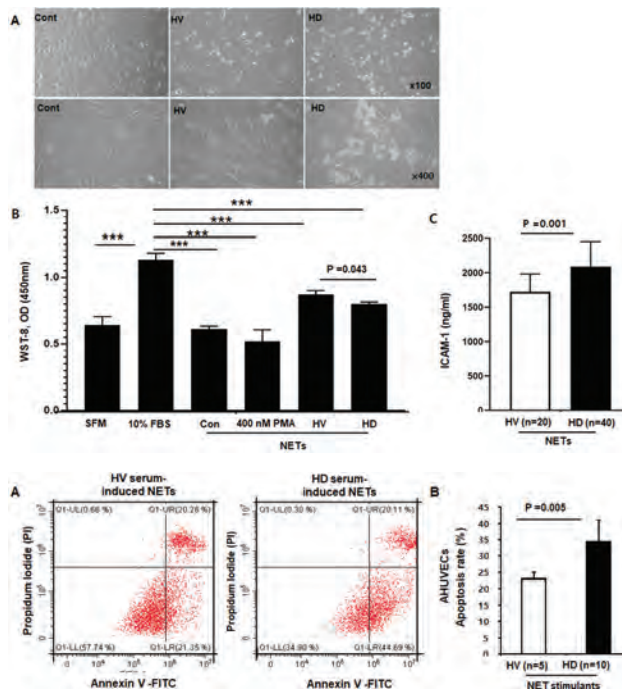 A
Cont
HV
HD
x100
Cont
HV
HD
x400
B
WST-8, OD (450nm)
1.5
1.0
0.5
0.0
***
***
***
***
***
P =0.043
SFM
10% FBS
Con
400 nM PMA
HV
HD
NETs
C
ICAM-1 (ng/ml)
2500
2000
1500
1000
500
0
P =0.001
HV (n=20)
HD (n=40)
NETs
A
HV serum-
induced NETs
Q1-UL(0.66 %)
Q1-UR(20.26 %)
Q1-LL(57.74 %)
Q1-LR(21.35 %)
Propidum Iodide (PI)
Annexin V -FITC
HD serum-
induced NETs
Q1-UL(0.30 %)
Q1-UR(20.11 %)
Q1-LL(34.90 %)
Q1-LR(44.69 %)
Propidum Iodide (PI)
Annexin V -FITC
B
AHUVECs
Apoptosis rate (%)
45
40
35
30
25
20
15
10
5
0
P =0.005
HV (n=5)
HD (n=10)
NET stimulants